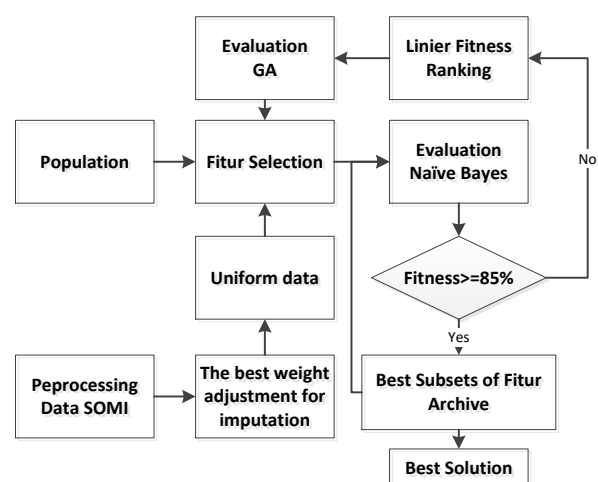 Evaluation
GA
Linier Fitness
Ranking
Population
Fitur Selection
Evaluation
Naïve Bayes
No
Uniform data
Fitness>=85%
Yes
Peprocessing
Data SOMI
The best weight
adjustment for
imputation
Best Subsets of Fitur
Archive
Best Solution